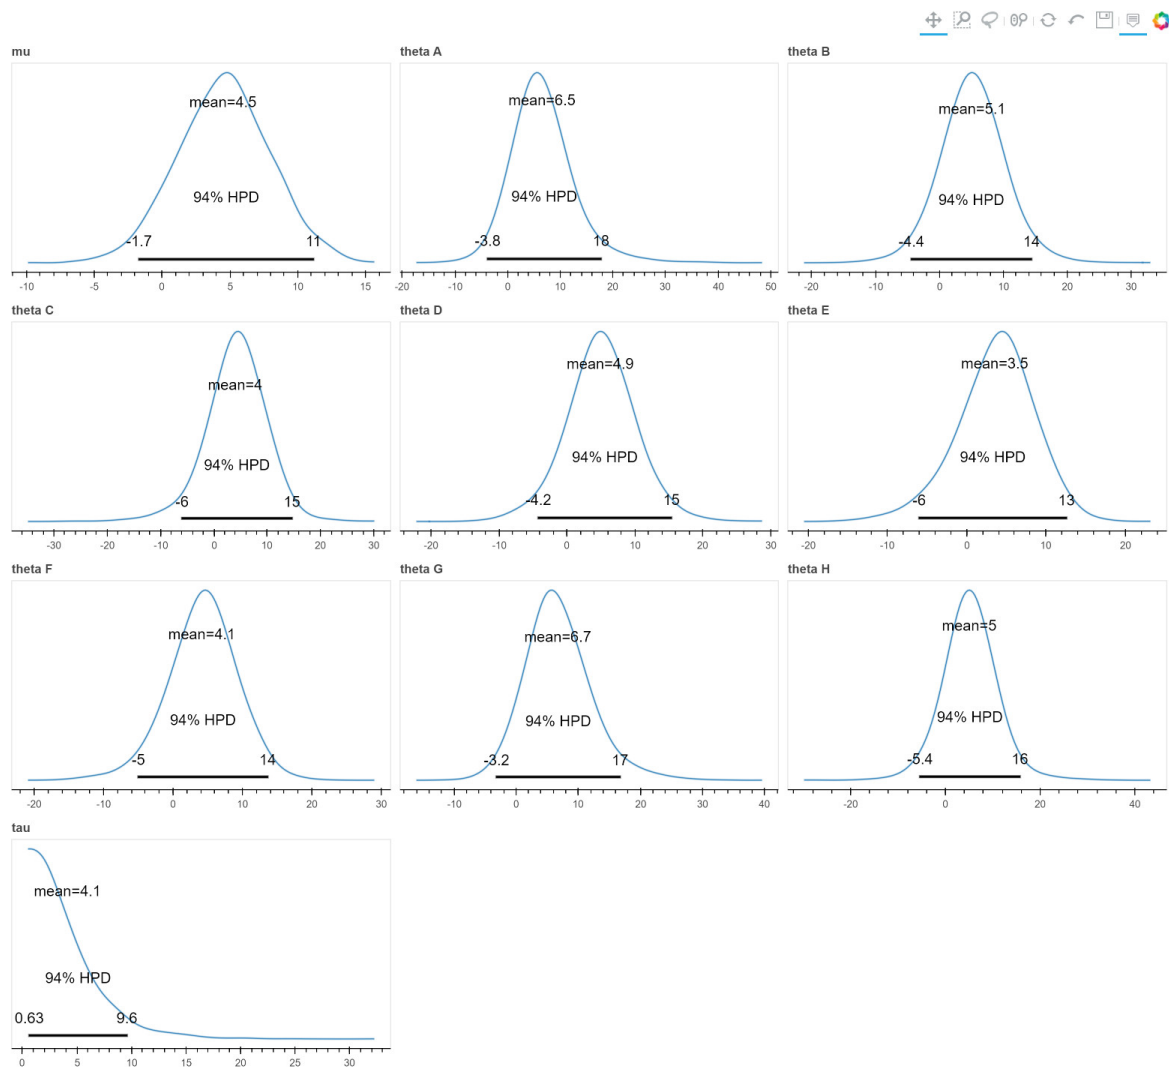 mu
theta A
theta B
mean=4.5
mean=6.5
mean=5.1
94% HPD
94% HPD
94% HPD
-1.7
11
-3.8
18
-4.4
14
-10 -5 0 5 10 15
-20 -10 0 10 20 30 40 50
-20 -10 0 10 20 30
theta C
theta D
theta E
mean=4
mean=4.9
mean=3.5
94% HPD
94% HPD
94% HPD
-6
15
-4.2
15
-6
13
-30 -20 -10 0 10 20 30
-20 -10 0 10 20 30
-20 -10 0 10 20
theta F
theta G
theta H
mean=4.1
mean=6.7
mean=5
94% HPD
94% HPD
94% HPD
-5
14
-3.2
17
-5.4
16
-20 -10 0 10 20 30
-10 0 10 20 30 40
-20 0 20 40
tau
mean=4.1
94% HPD
0.63
9.6
0 5 10 15 20 25 30